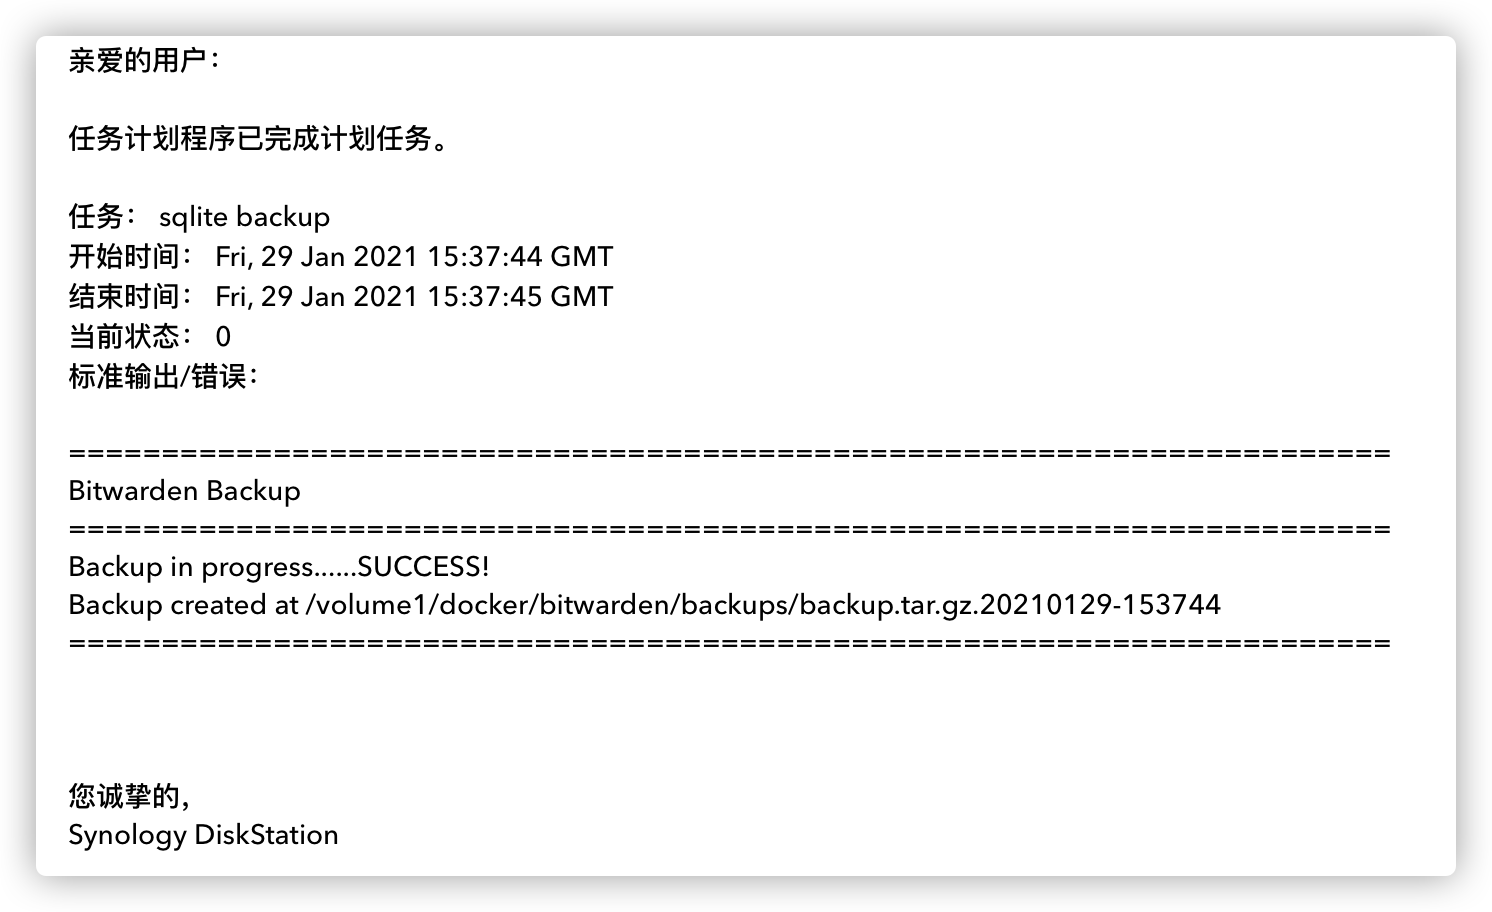 亲爱的用户：
任务计划程序已完成计划任务。
任务： sqlite backup
开始时间： Fri, 29 Jan 2021 15:37:44 GMT
结束时间： Fri, 29 Jan 2021 15:37:45 GMT
当前状态： 0
标准输出/错误：
=======================================================================
Bitwarden Backup
=======================================================================
Backup in progress......SUCCESS!
Backup created at /volume1/docker/bitwarden/backups/backup.tar.gz.20210129-153744
=======================================================================
您诚挚的，
Synology DiskStation